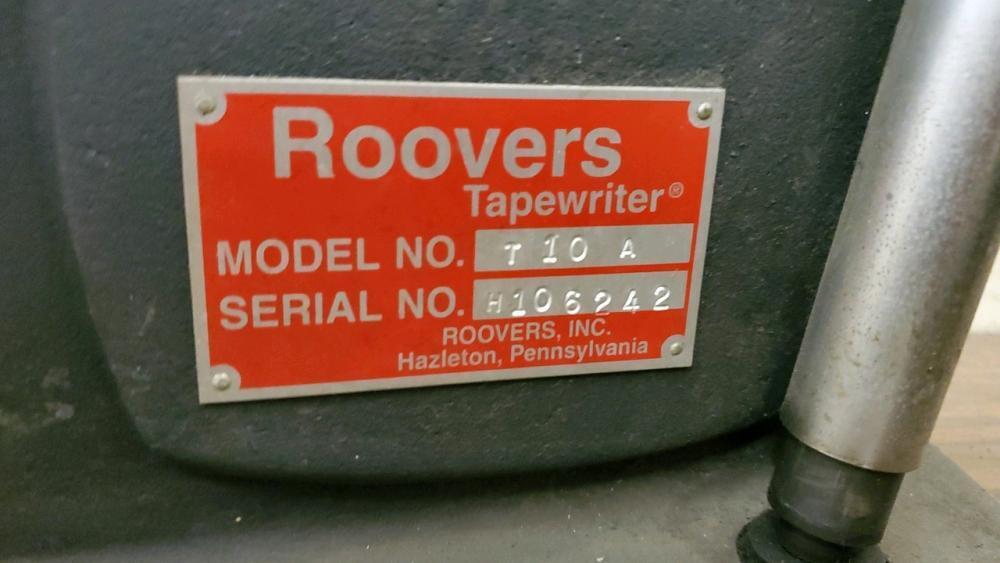 Roovers
Tapewriter®
MODEL NO. T 10 A
SERIAL NO. H106242
ROOVERS, INC.
Hazleton, Pennsylvania